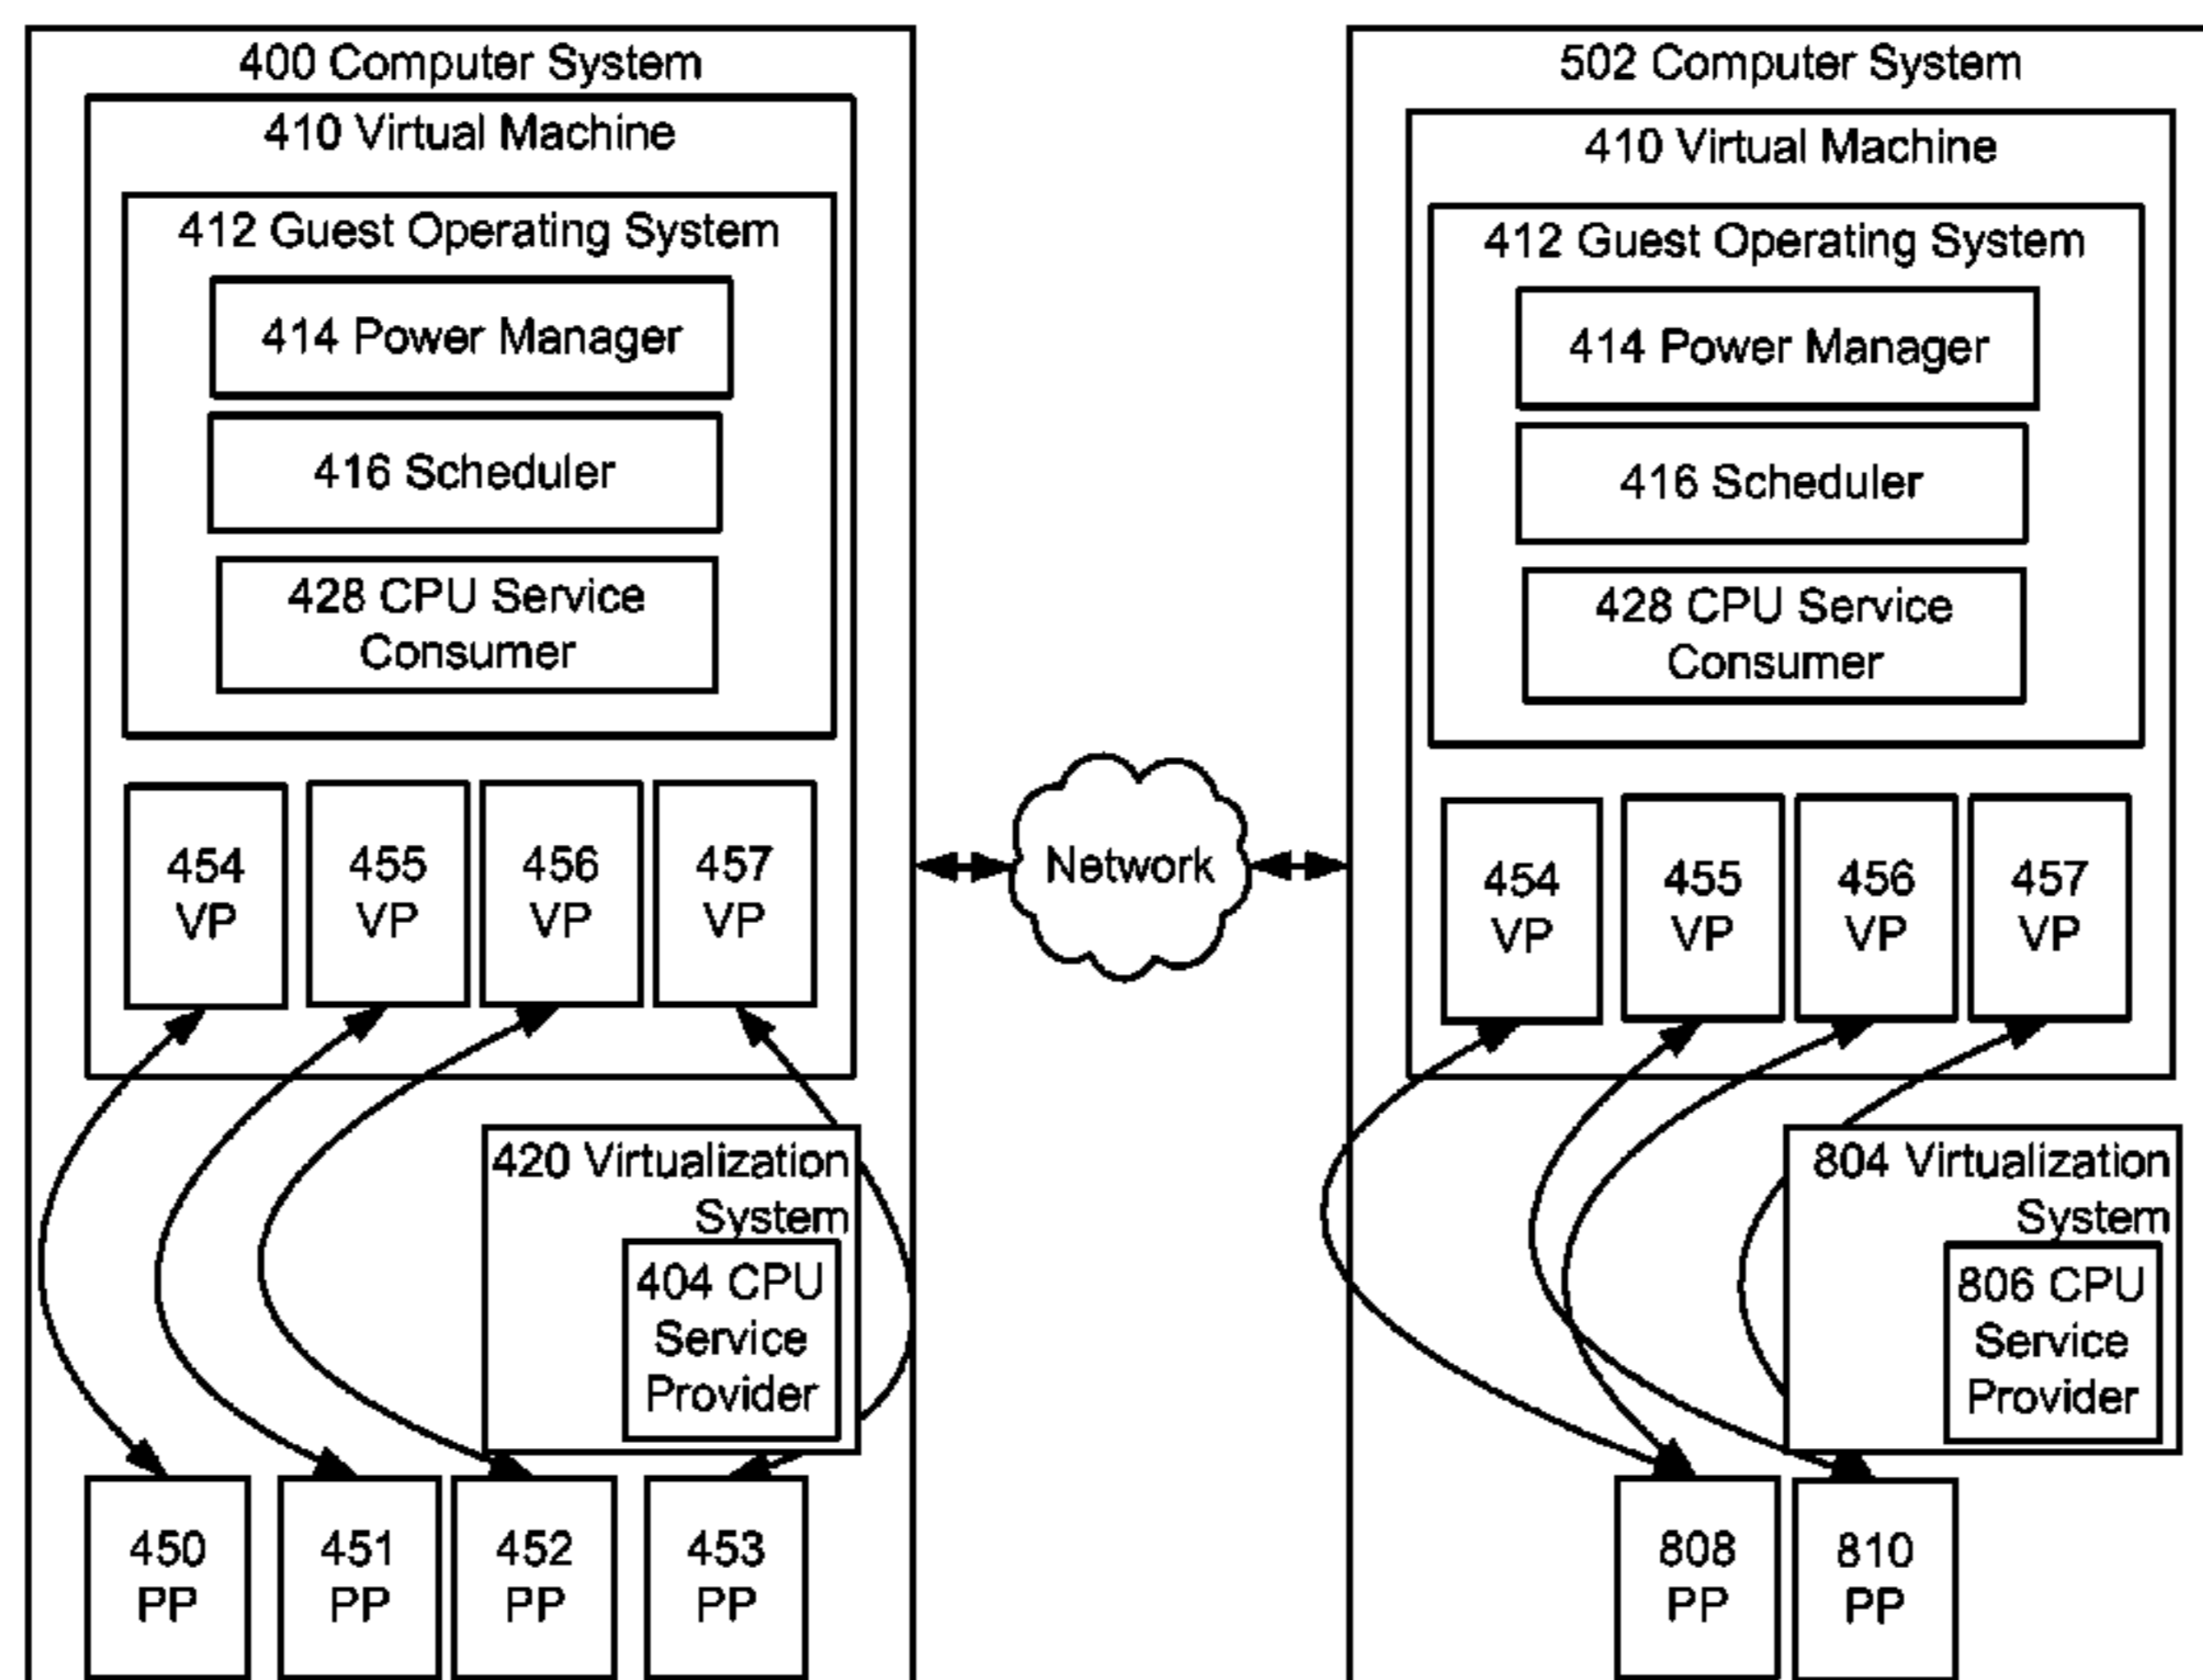 400 Computer System
410 Virtual Machine
412 Guest Operating System
414 Power Manager
416 Scheduler
428 CPU Service
Consumer
454
VP
455
VP
456
VP
457
VP
420 Virtualization
System
404 CPU
Service
Provider
450
PP
451
PP
452
PP
453
PP
Network
502 Computer System
410 Virtual Machine
412 Guest Operating System
414 Power Manager
416 Scheduler
428 CPU Service
Consumer
454
VP
455
VP
456
VP
457
VP
804 Virtualization
System
806 CPU
Service
Provider
808
PP
810
PP